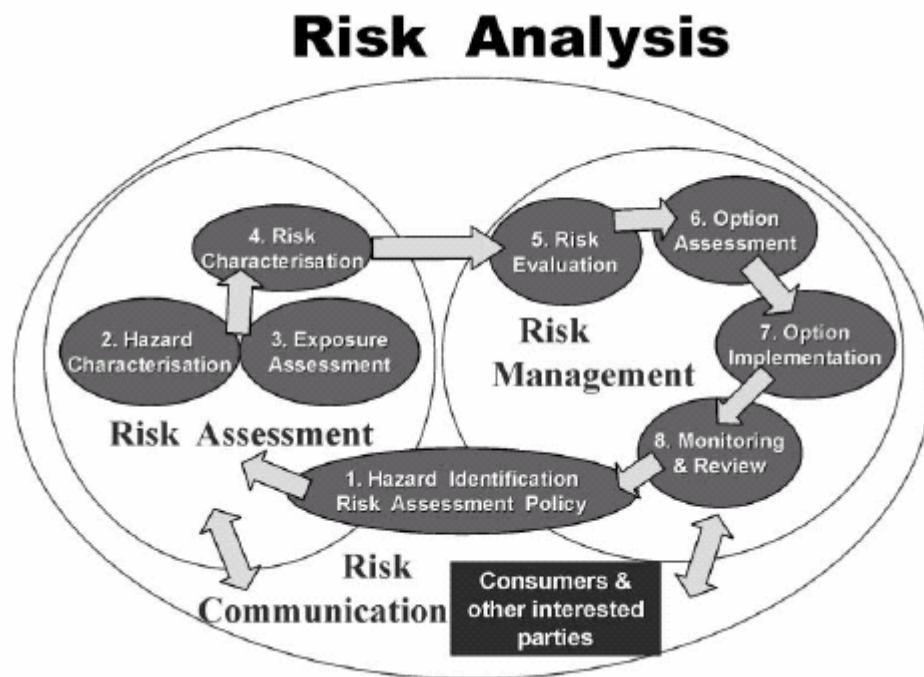 Risk Analysis
4. Risk
Characterisation
5. Risk
Evaluation
6. Option
Assessment
2. Hazard
Characterisation
3. Exposure
Assessment
Risk
Management
7. Option
Implementation
Risk Assessment
8. Monitoring
& Review
1. Hazard Identification
Risk Assessment Policy
Risk
Communication
Consumers &
other interested
parties